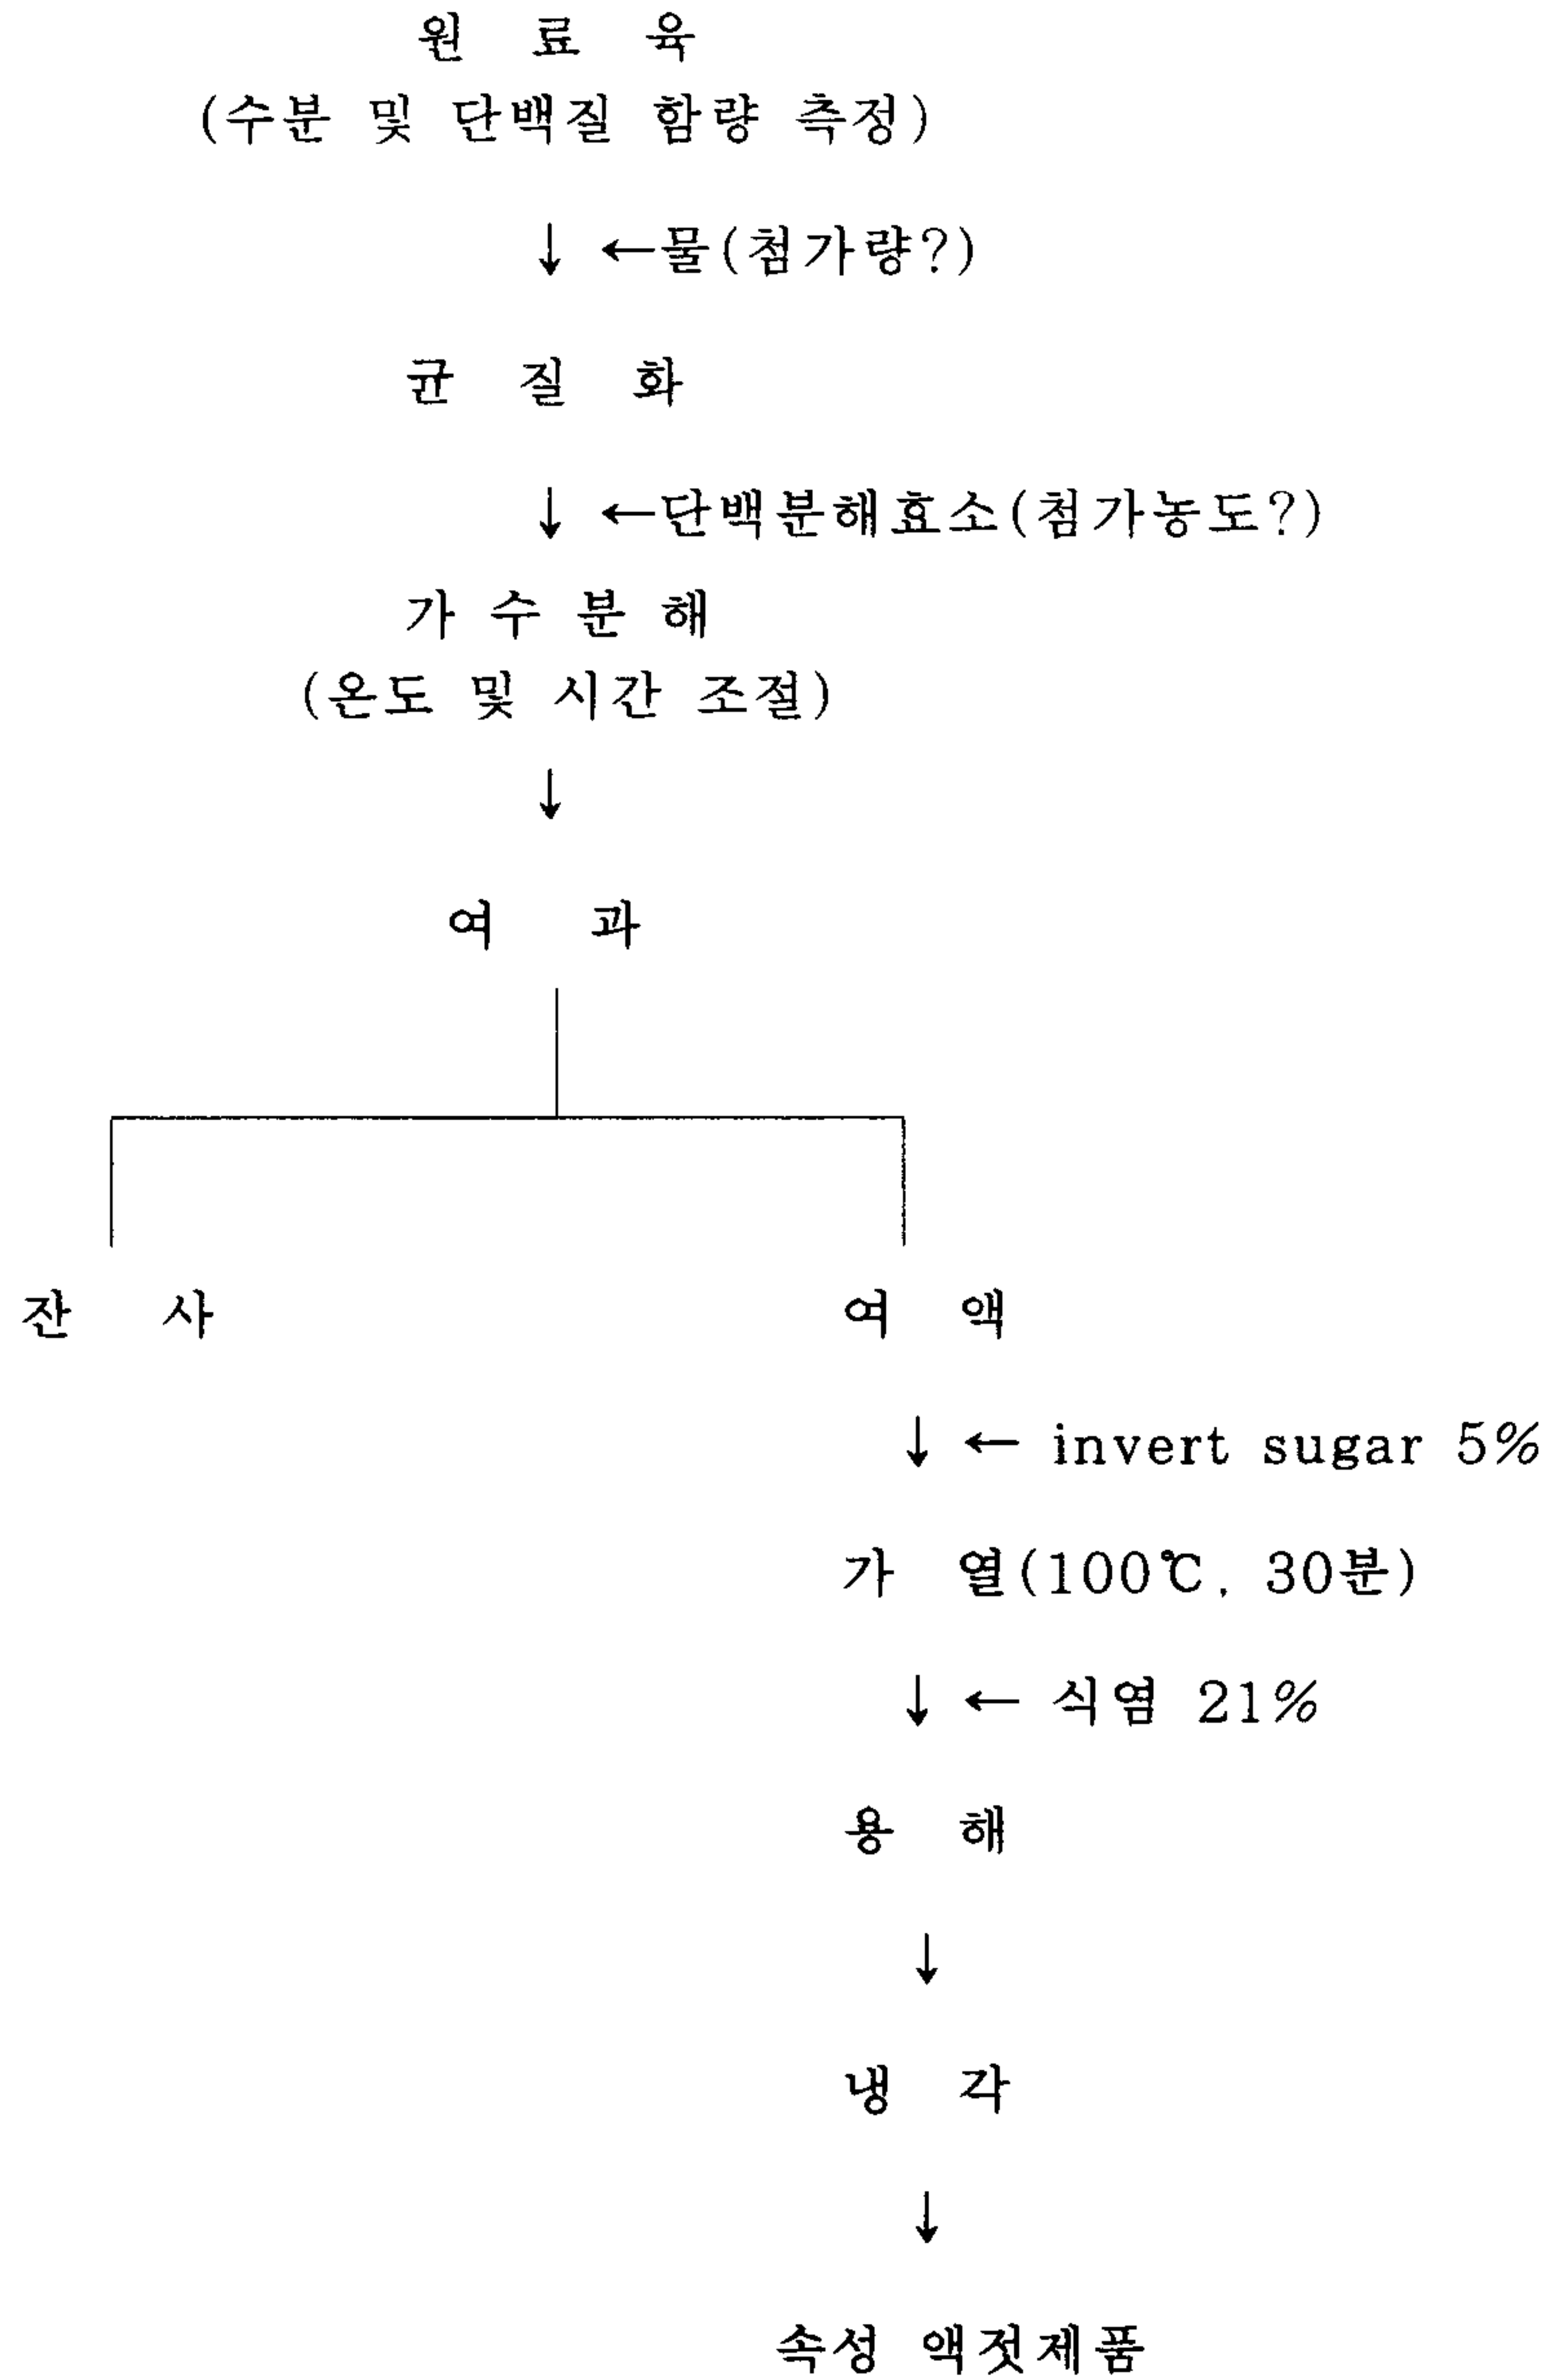 원 료 육
(수분 및 단백질 함량 측정)
↓ ←물(첨가량?)
균 질 화
↓ ←단백분해효소(첨가농도?)
가 수 분 해
(온도 및 시간 조절)
↓
여 과
잔 사 여 액
↓ ← invert sugar 5%
가 열(100℃, 30분)
↓ ← 식염 21%
용 해
↓
냉 각
↓
속성 액젓제품